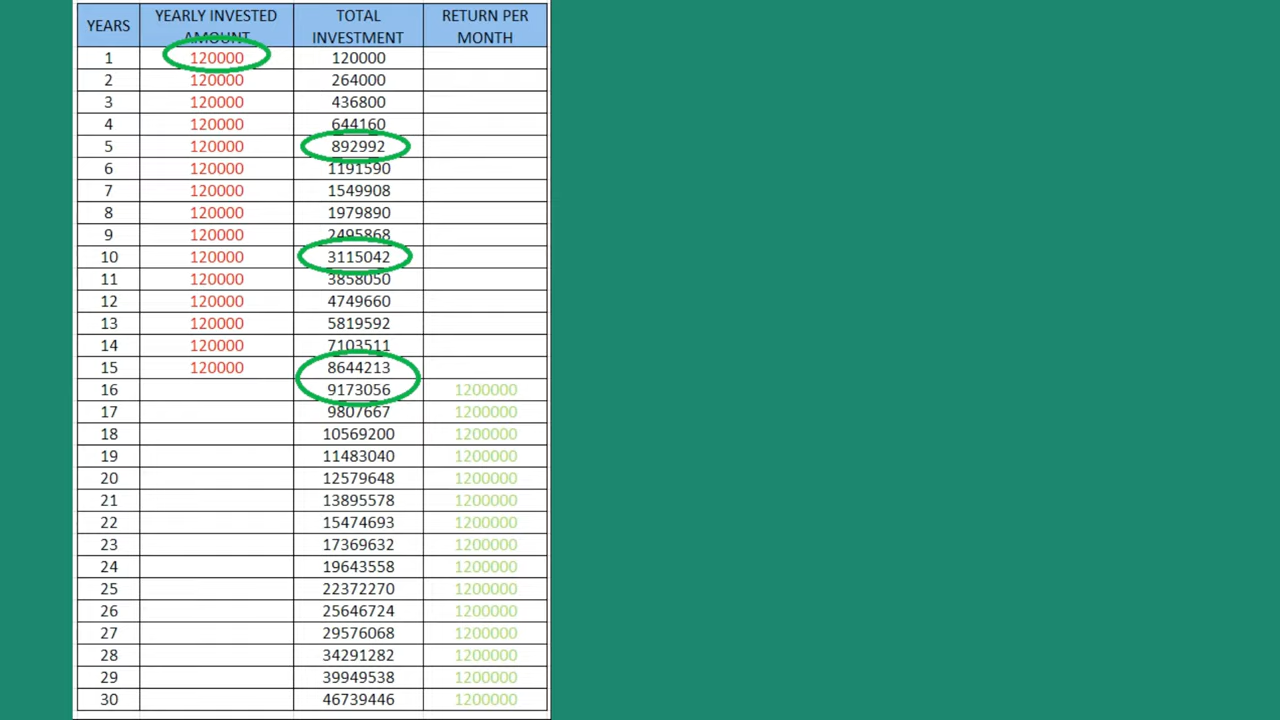 YEARS YEARLY INVESTED AMOUNT TOTAL INVESTMENT RETURN PER MONTH
1 120000 120000
2 120000 264000
3 120000 436800
4 120000 644160
5 120000 892992
6 120000 1191590
7 120000 1549908
8 120000 1979890
9 120000 2495868
10 120000 3115042
11 120000 3858050
12 120000 4749660
13 120000 5819592
14 120000 7103511
15 120000 8644213
16 9173056 1200000
17 9807667 1200000
18 10569200 1200000
19 11483040 1200000
20 12579648 1200000
21 13895578 1200000
22 15474693 1200000
23 17369632 1200000
24 19643558 1200000
25 22372270 1200000
26 25646724 1200000
27 29576068 1200000
28 34291282 1200000
29 39949538 1200000
30 46739446 1200000